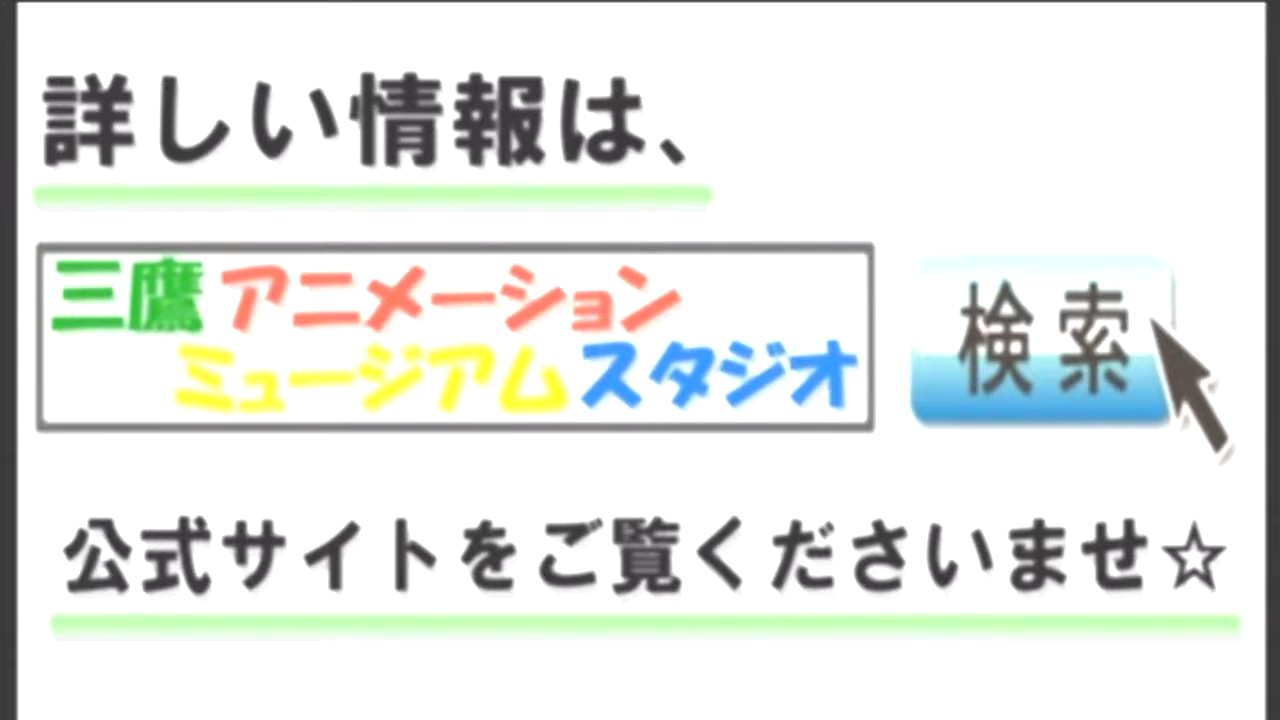 詳しい情報は、
三鷹アニメーション
ミュージアムスタジオ
検索
公式サイトをご覧くださいませ☆